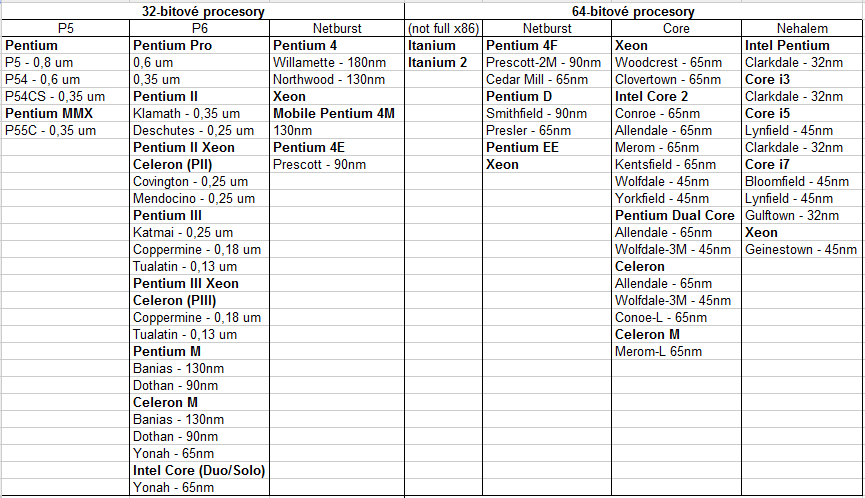 32-bitové procesory 64-bitové procesory
P5 P6 Netburst (not full x86) Netburst Core Nehalem
Pentium Pentium Pro Pentium 4 Itanium Pentium 4F Xeon Intel Pentium
P5 - 0,8 um 0,6 um Willamette - 180nm Itanium 2 Prescott-2M - 90nm Woodcrest - 65nm Clarkdale - 32nm
P54 - 0,6 um 0,35 um Northwood - 130nm Cedar Mill - 65nm Clovertown - 65nm Core i3
P54CS - 0,35 um Pentium II Xeon Pentium D Intel Core 2 Clarkdale - 32nm
Pentium MMX Klamath - 0,35 um Mobile Pentium 4M Smithfield - 90nm Conroe - 65nm Core i5
P55C - 0,35 um Deschutes - 0,25 um 130nm Presler - 65nm Allendale - 65nm Lynfield - 45nm
Pentium II Xeon Pentium 4E Pentium EE Merom - 65nm Clarkdale - 32nm
Celeron (PII) Prescott - 90nm Xeon Kentsfield - 65nm Core i7
Covington - 0,25 um Wolfdale - 45nm Bloomfield - 45nm
Mendocino - 0,25 um Yorkfield - 45nm Lynfield - 45nm
Pentium III Pentium Dual Core Gulftown - 32nm
Katmai - 0,25 um Allendale - 65nm Xeon
Coppermine - 0,18 um Wolfdale-3M - 45nm Geinestown - 45nm
Tualatin - 0,13 um Celeron
Pentium III Xeon Allendale - 65nm
Celeron (PIII) Wolfdale-3M - 45nm
Coppermine - 0,18 um Conoe-L - 65nm
Tualatin - 0,13 um Celeron M
Pentium M Merom-L 65nm
Banias - 130nm
Dothan - 90nm
Celeron M
Banias - 130nm
Dothan - 90nm
Yonah - 65nm
Intel Core (Duo/Solo)
Yonah - 65nm